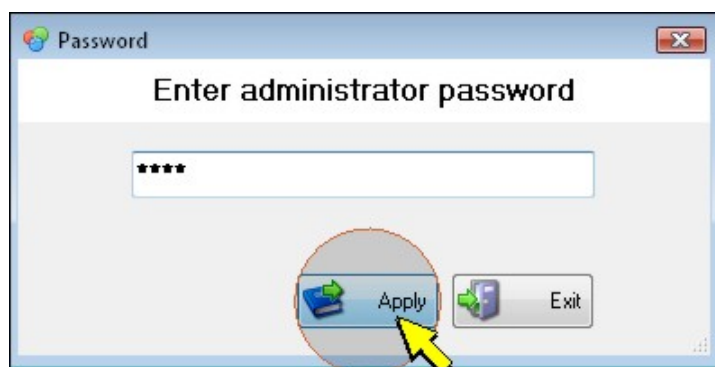 Password
Enter administrator password
****
Apply
Exit